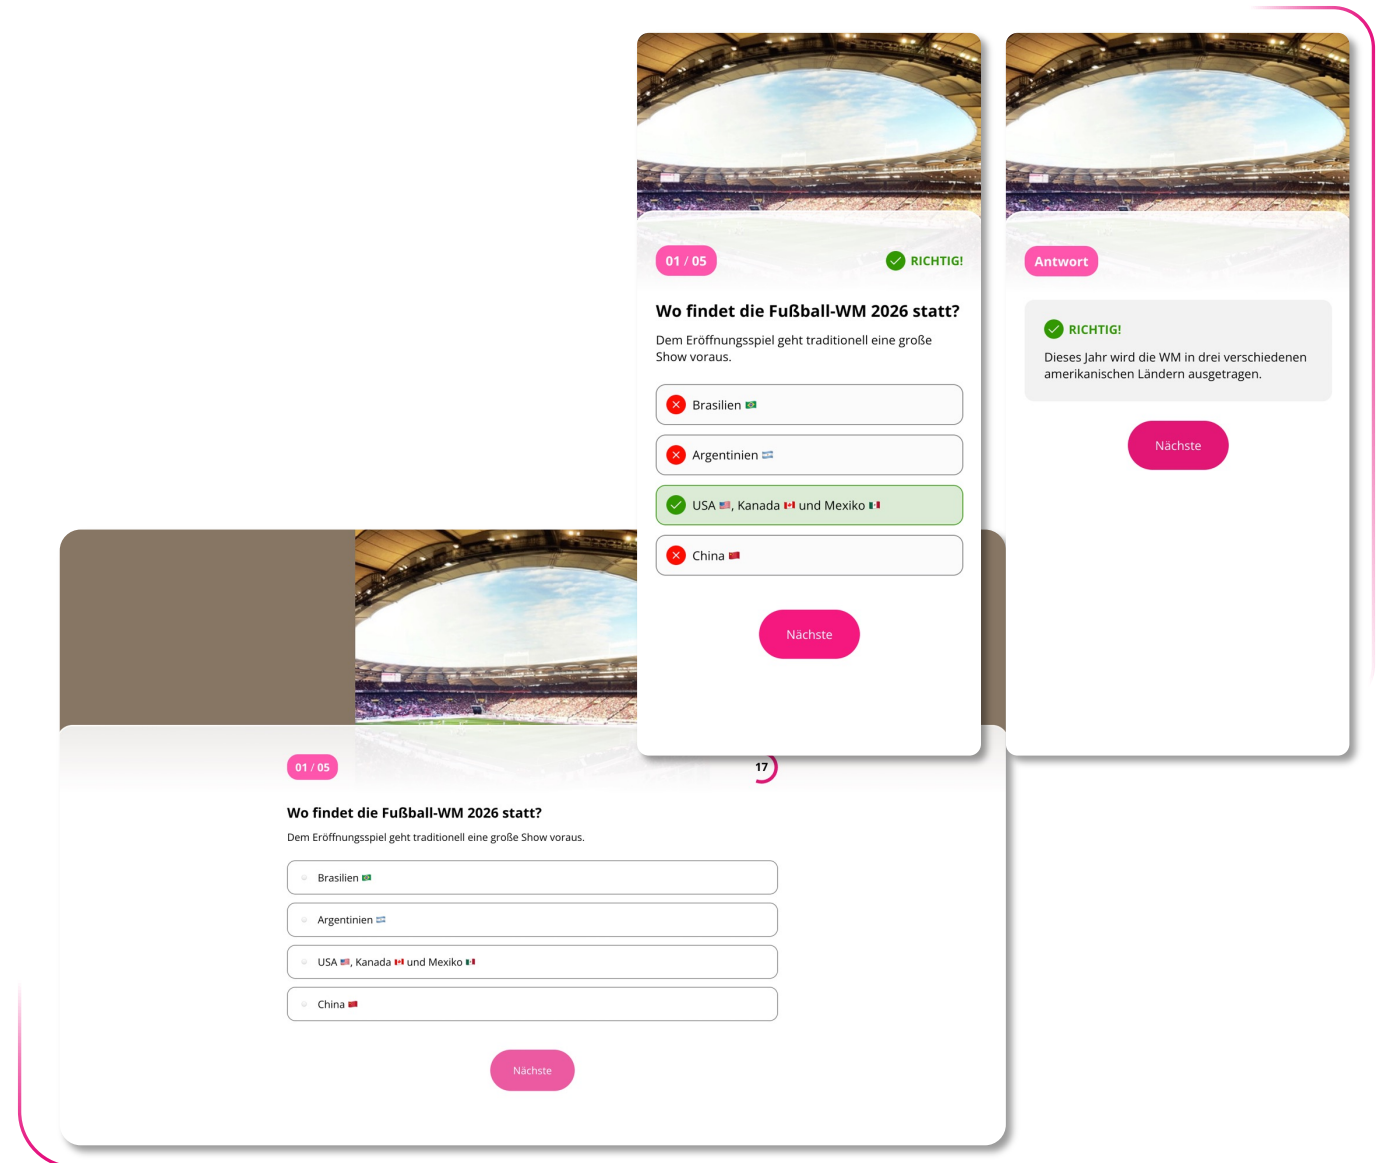 01 / 05
RICHTIG!
Wo findet die Fußball-WM 2026 statt?
Dem Eröffnungsspiel geht traditionell eine große
Show voraus.
Brasilien 🇧🇷
Argentinien 🇦🇷
USA 🇺🇸, Kanada 🇨🇦 und Mexiko 🇲🇽
China 🇨🇳
Nächste
Antwort
RICHTIG!
Dieses Jahr wird die WM in drei verschiedenen
amerikanischen Ländern ausgetragen.
Nächste
01 / 05
17
Wo findet die Fußball-WM 2026 statt?
Dem Eröffnungsspiel geht traditionell eine große Show voraus.
Brasilien 🇧🇷
Argentinien 🇦🇷
USA 🇺🇸, Kanada 🇨🇦 und Mexiko 🇲🇽
China 🇨🇳
Nächste